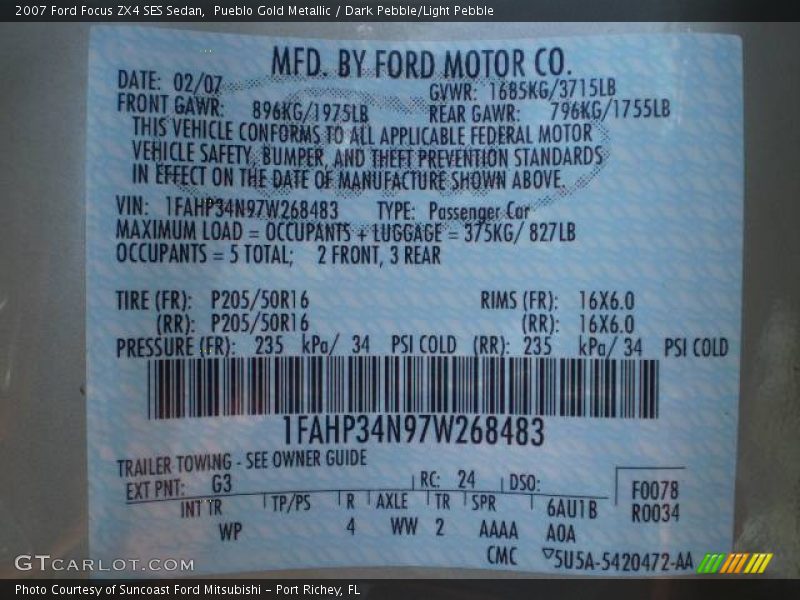 2007 Ford Focus ZX4 SES Sedan,  Pueblo Gold Metallic / Dark Pebble/Light Pebble
MFD. BY FORD MOTOR CO.
DATE: 02/07 GVWR: 1685KG/3715LB
FRONT GAWR: 896KG/1975LB REAR GAWR: 796KG/1755LB
THIS VEHICLE CONFORMS TO ALL APPLICABLE FEDERAL MOTOR
VEHICLE SAFETY, BUMPER, AND THEFT PREVENTION STANDARDS
IN EFFECT ON THE DATE OF MANUFACTURE SHOWN ABOVE.
VIN: 1FAHP34N97W268483 TYPE: Passenger Car
MAXIMUM LOAD = OCCUPANTS + LUGGAGE = 375KG/ 827LB
OCCUPANTS = 5 TOTAL; 2 FRONT, 3 REAR
TIRE (FR): P205/50R16 RIMS (FR): 16X6.0
(RR): P205/50R16 (RR): 16X6.0
PRESSURE (FR): 235 kPa/ 34 PSI COLD (RR): 235 kPa/ 34 PSI COLD
1FAHP34N97W268483
TRAILER TOWING - SEE OWNER GUIDE
EXT PNT: G3 RC: 24 DSO: F0078
INT TR TP/PS R AXLE TR SPR 6AU1B R0034
WP 4 WW 2 AAAA A0A
CMC ▽5U5A-5420472-AA
GTCARLOT.COM
Photo Courtesy of Suncoast Ford Mitsubishi - Port Richey, FL